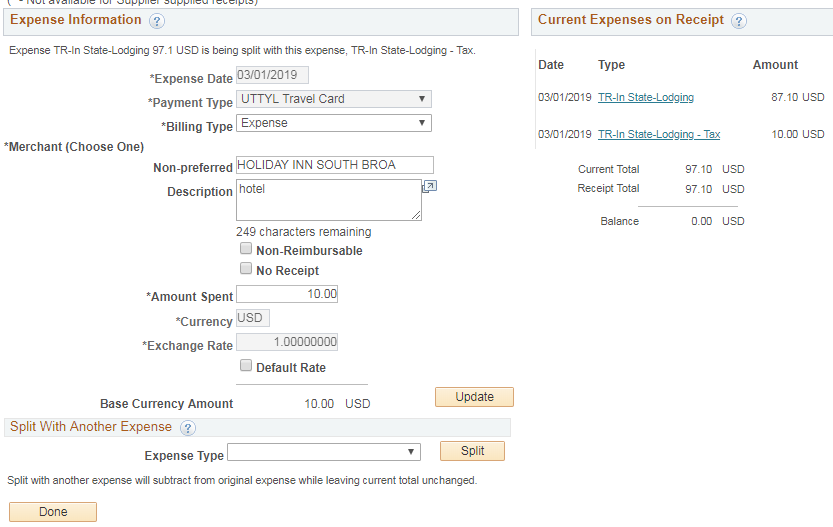 (* - Not available for Supplier supplied receipts)
Expense Information ?
Expense TR-In State-Lodging 97.1 USD is being split with this expense, TR-In State-Lodging - Tax.
*Expense Date 03/01/2019
*Payment Type UTTYL Travel Card
*Billing Type Expense
*Merchant (Choose One)
Non-preferred HOLIDAY INN SOUTH BROA
Description hotel
249 characters remaining
Non-Reimbursable
No Receipt
*Amount Spent 10.00
*Currency USD
*Exchange Rate 1.00000000
Default Rate
Base Currency Amount 10.00 USD
Update
Split With Another Expense ?
Expense Type Split
Split with another expense will subtract from original expense while leaving current total unchanged.
Done
Current Expenses on Receipt ?
Date Type Amount
03/01/2019 TR-In State-Lodging 87.10 USD
03/01/2019 TR-In State-Lodging - Tax 10.00 USD
Current Total 97.10 USD
Receipt Total 97.10 USD
Balance 0.00 USD